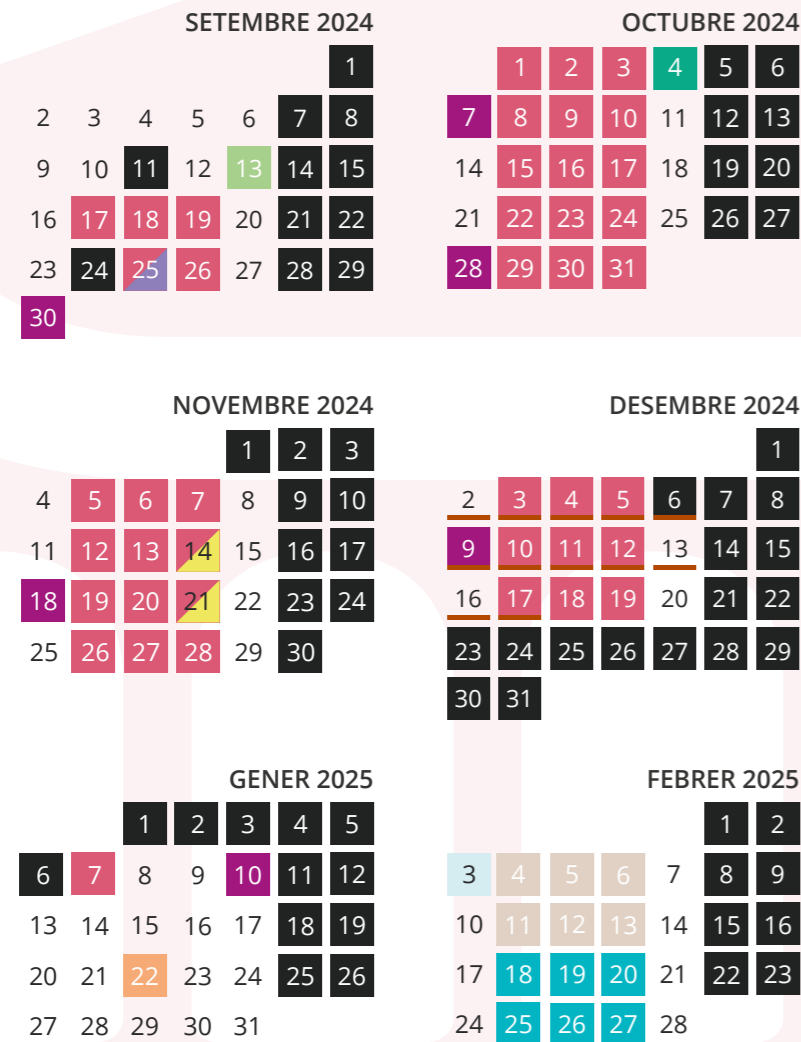 SETEMBRE 2024
1
2 3 4 5 6 7 8
9 10 11 12 13 14 15
16 17 18 19 20 21 22
23 24 25 26 27 28 29
30
OCTUBRE 2024
1 2 3 4 5 6
7 8 9 10 11 12 13
14 15 16 17 18 19 20
21 22 23 24 25 26 27
28 29 30 31
NOVEMBRE 2024
1 2 3
4 5 6 7 8 9 10
11 12 13 14 15 16 17
18 19 20 21 22 23 24
25 26 27 28 29 30
DESEMBRE 2024
1
2 3 4 5 6 7 8
9 10 11 12 13 14 15
16 17 18 19 20 21 22
23 24 25 26 27 28 29
30 31
GENER 2025
1 2 3 4 5
6 7 8 9 10 11 12
13 14 15 16 17 18 19
20 21 22 23 24 25 26
27 28 29 30 31
FEBRER 2025
1 2
3 4 5 6 7 8 9
10 11 12 13 14 15 16
17 18 19 20 21 22 23
24 25 26 27 28